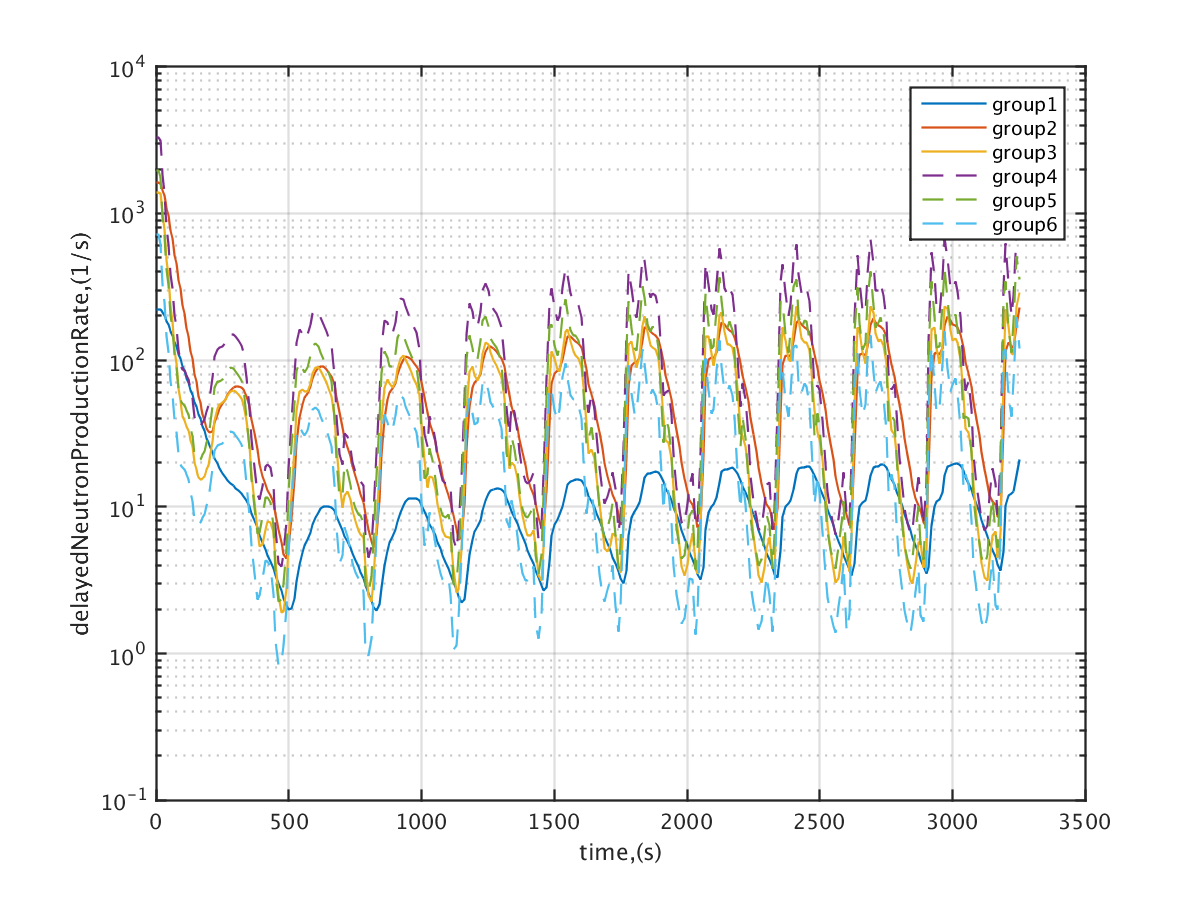 10^4
10^3
10^2
10^1
10^0
10^−1
delayedNeutronProductionRate,(1/s)
group1
group2
group3
group4
group5
group6
0 500 1000 1500 2000 2500 3000 3500
time,(s)